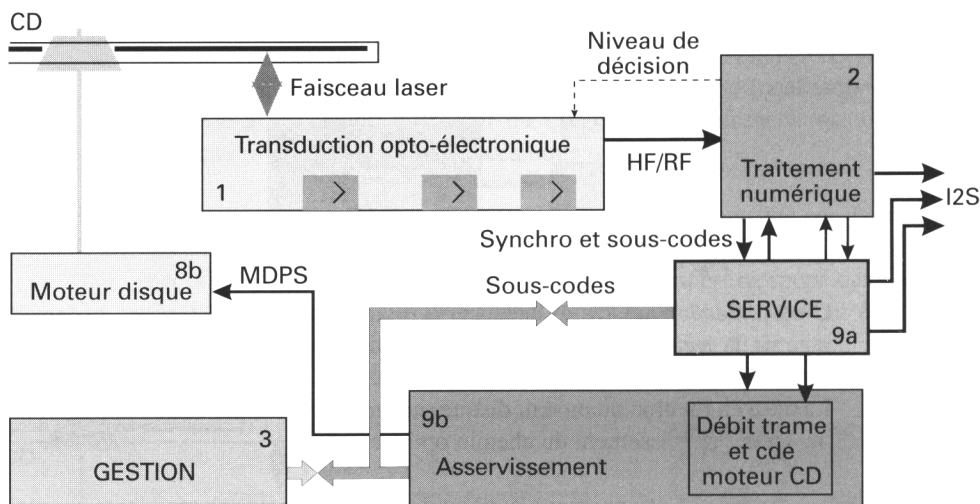 CD
Niveau de
décision
2
Faisceau laser
Transduction opto-électronique
HF/RF
1
> > >
Traitement
numérique
I2S
Synchro et sous-codes
8b
Moteur disque
MDPS
Sous-codes
SERVICE
9a
9b
3
GESTION
Asservissement
Débit trame
et cde
moteur CD